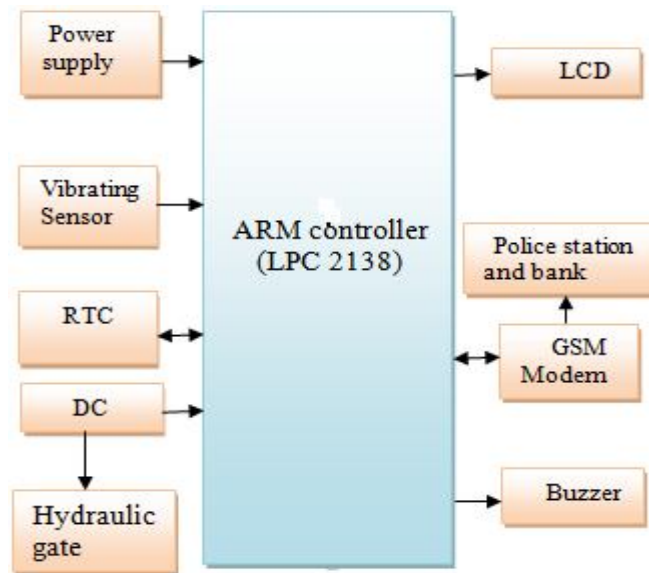 Power
supply
Vibrating
Sensor
RTC
DC
Hydraulic
gate
ARM controller
(LPC 2138)
LCD
Police station
and bank
GSM
Modem
Buzzer